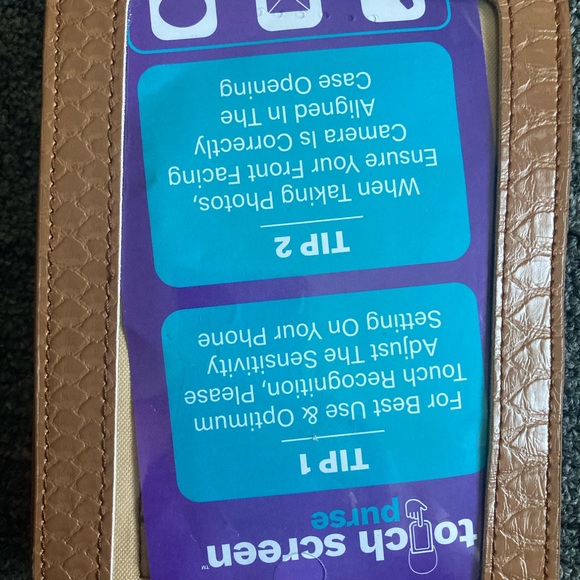 touch screen™
purse
TIP 1
For Best Use & Optimum
Touch Recognition, Please
Adjust The Sensitivity
Setting On Your Phone
TIP 2
When Taking Photos,
Ensure Your Front Facing
Camera Is Correctly
Aligned In The
Case Opening